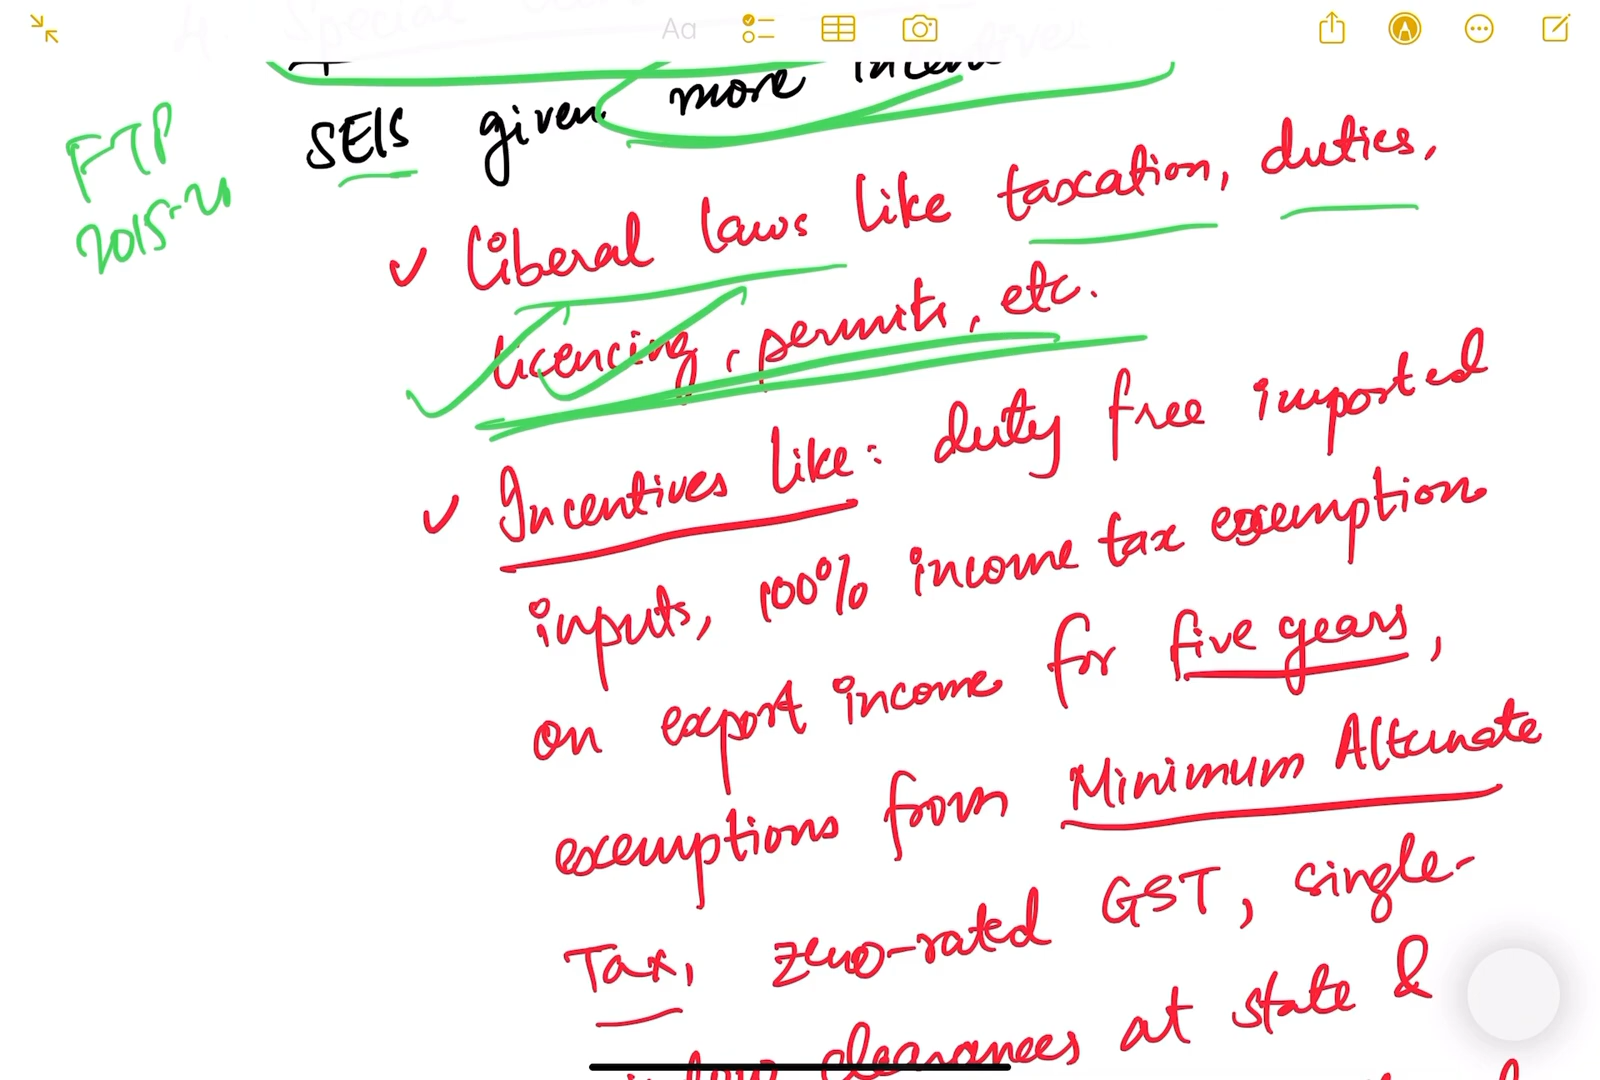 Aa
FTP
2015-20
SEIS given more
✓ Liberal laws like taxation, duties,
licencing, permits, etc.
✓ Incentives like: duty free imported
inputs, 100% income tax exemption
on export income for five years,
exemptions from Minimum Alternate
Tax, zero-rated GST, single-
clearances at state &